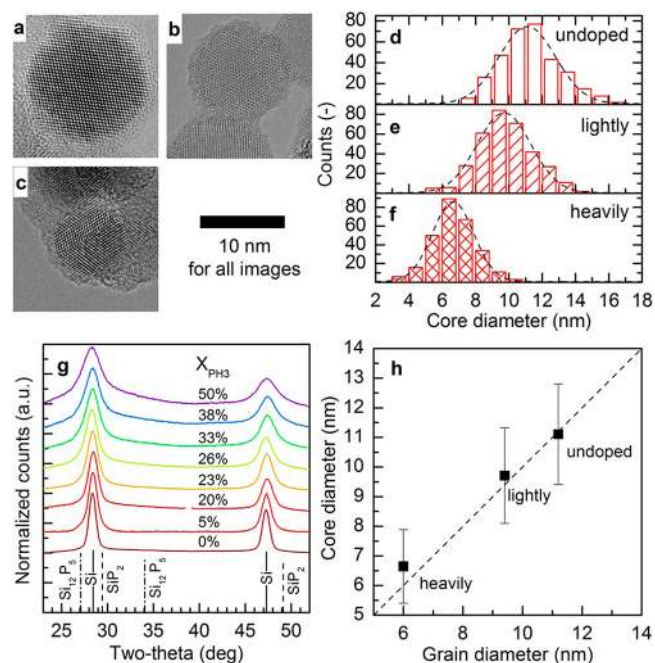 a
b
c
10 nm
for all images
d
undoped
80
60
40
20
e
lightly
80
60
40
20
f
heavily
80
60
40
20
Counts (-)
2 4 6 8 10 12 14 16 18
Core diameter (nm)
g
X_PH3
50%
38%
33%
26%
23%
20%
5%
0%
Si₁₂P₅
Si
SiP₂
Si₁₂P₅
Si
SiP₂
Normalized counts (a.u.)
25 30 35 40 45 50
Two-theta (deg)
h
14
13
12
11
10
9
8
7
6
5
undoped
lightly
heavily
Core diameter (nm)
6 8 10 12 14
Grain diameter (nm)